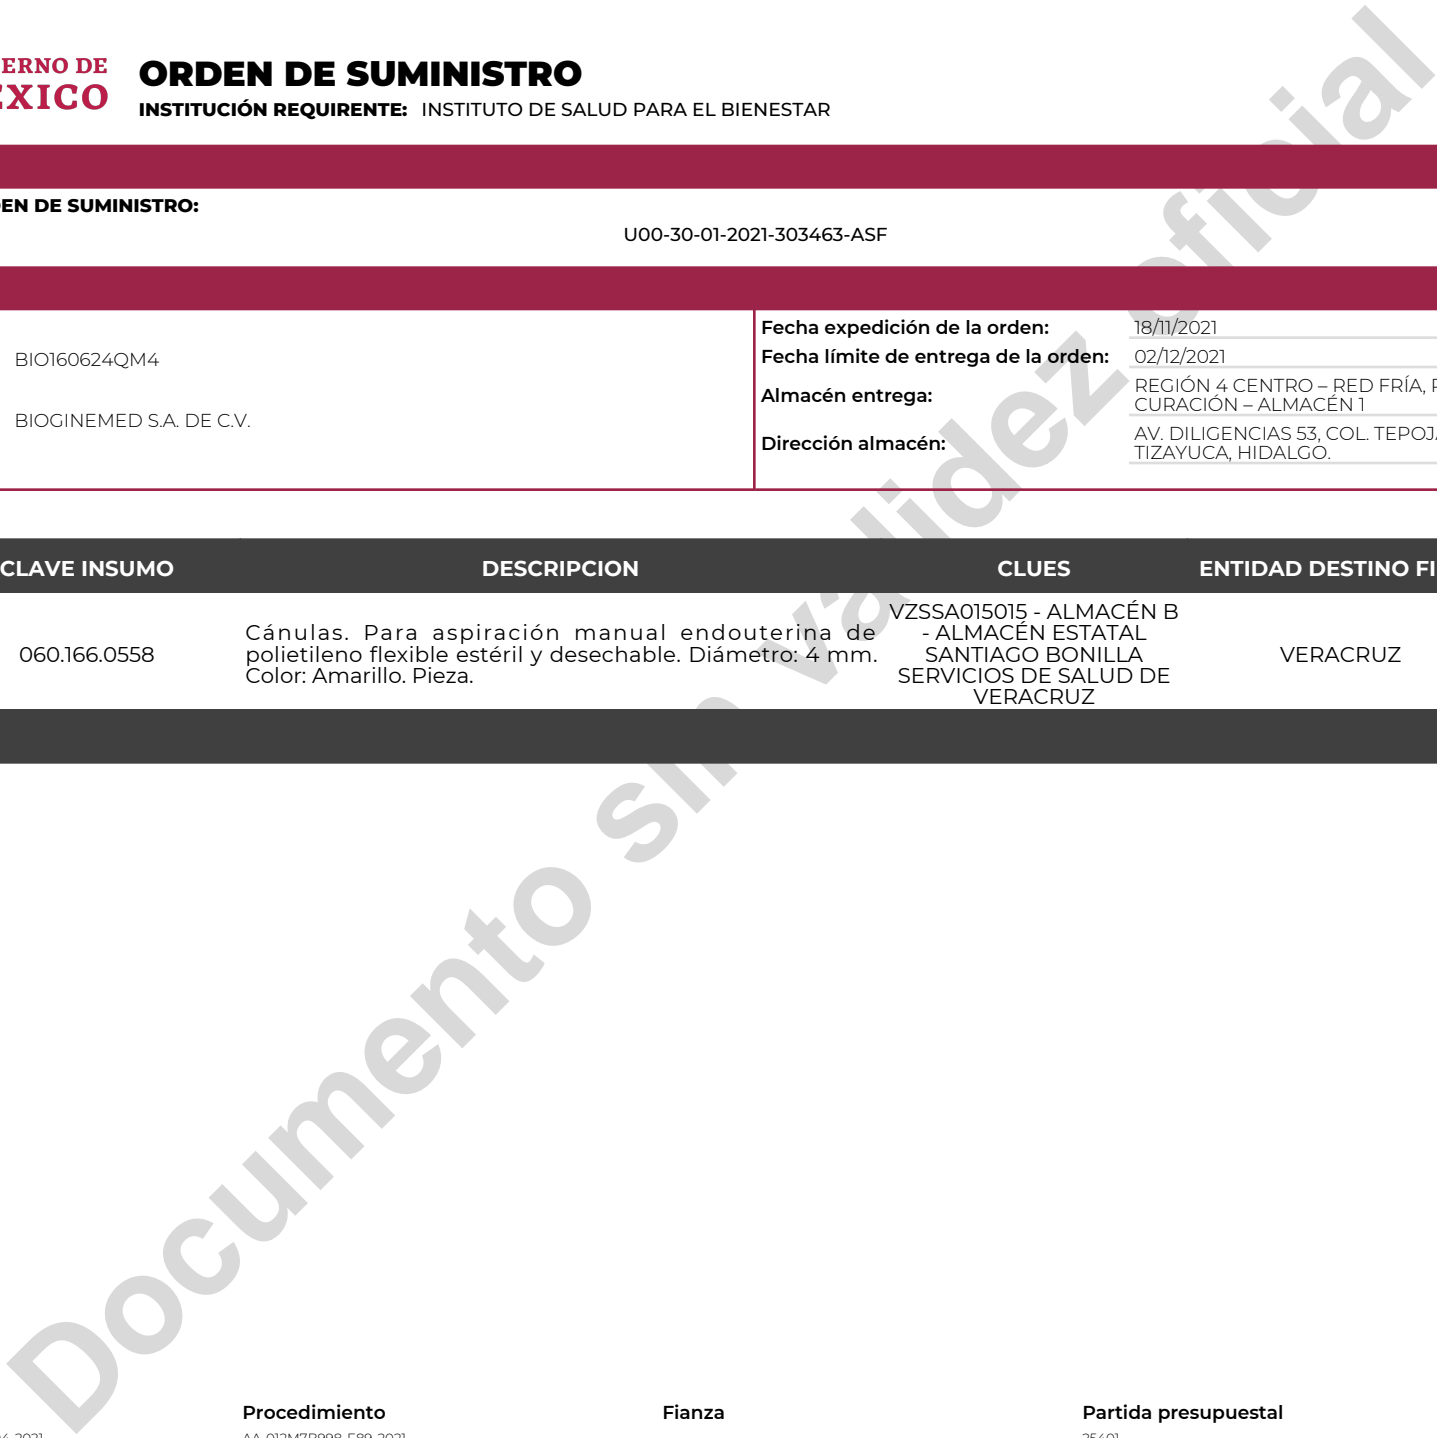 ERNO DE
ORDEN DE SUMINISTRO
INSTITUCIÓN REQUIRENTE: INSTITUTO DE SALUD PARA EL BIENESTAR
EN DE SUMINISTRO:
U00-30-01-2021-303463-ASF
BIO160624QM4
BIOGINEMED S.A. DE C.V.
Fecha expedición de la orden: 18/11/2021
Fecha límite de entrega de la orden: 02/12/2021
Almacén entrega: REGIÓN 4 CENTRO – RED FRÍA,
CURACIÓN – ALMACÉN 1
Dirección almacén: AV. DILIGENCIAS 53, COL. TEPOJ
TIZAYUCA, HIDALGO.
CLAVE INSUMO DESCRIPCION CLUES ENTIDAD DESTINO FI
060.166.0558
Cánulas. Para aspiración manual endouterina de
polietileno flexible estéril y desechable. Diámetro: 4 mm.
Color: Amarillo. Pieza.
VZSSA015015 - ALMACÉN B
- ALMACÉN ESTATAL
SANTIAGO BONILLA
SERVICIOS DE SALUD DE
VERACRUZ
VERACRUZ
Documento sin validez oficial
Procedimiento Fianza Partida presupuestal